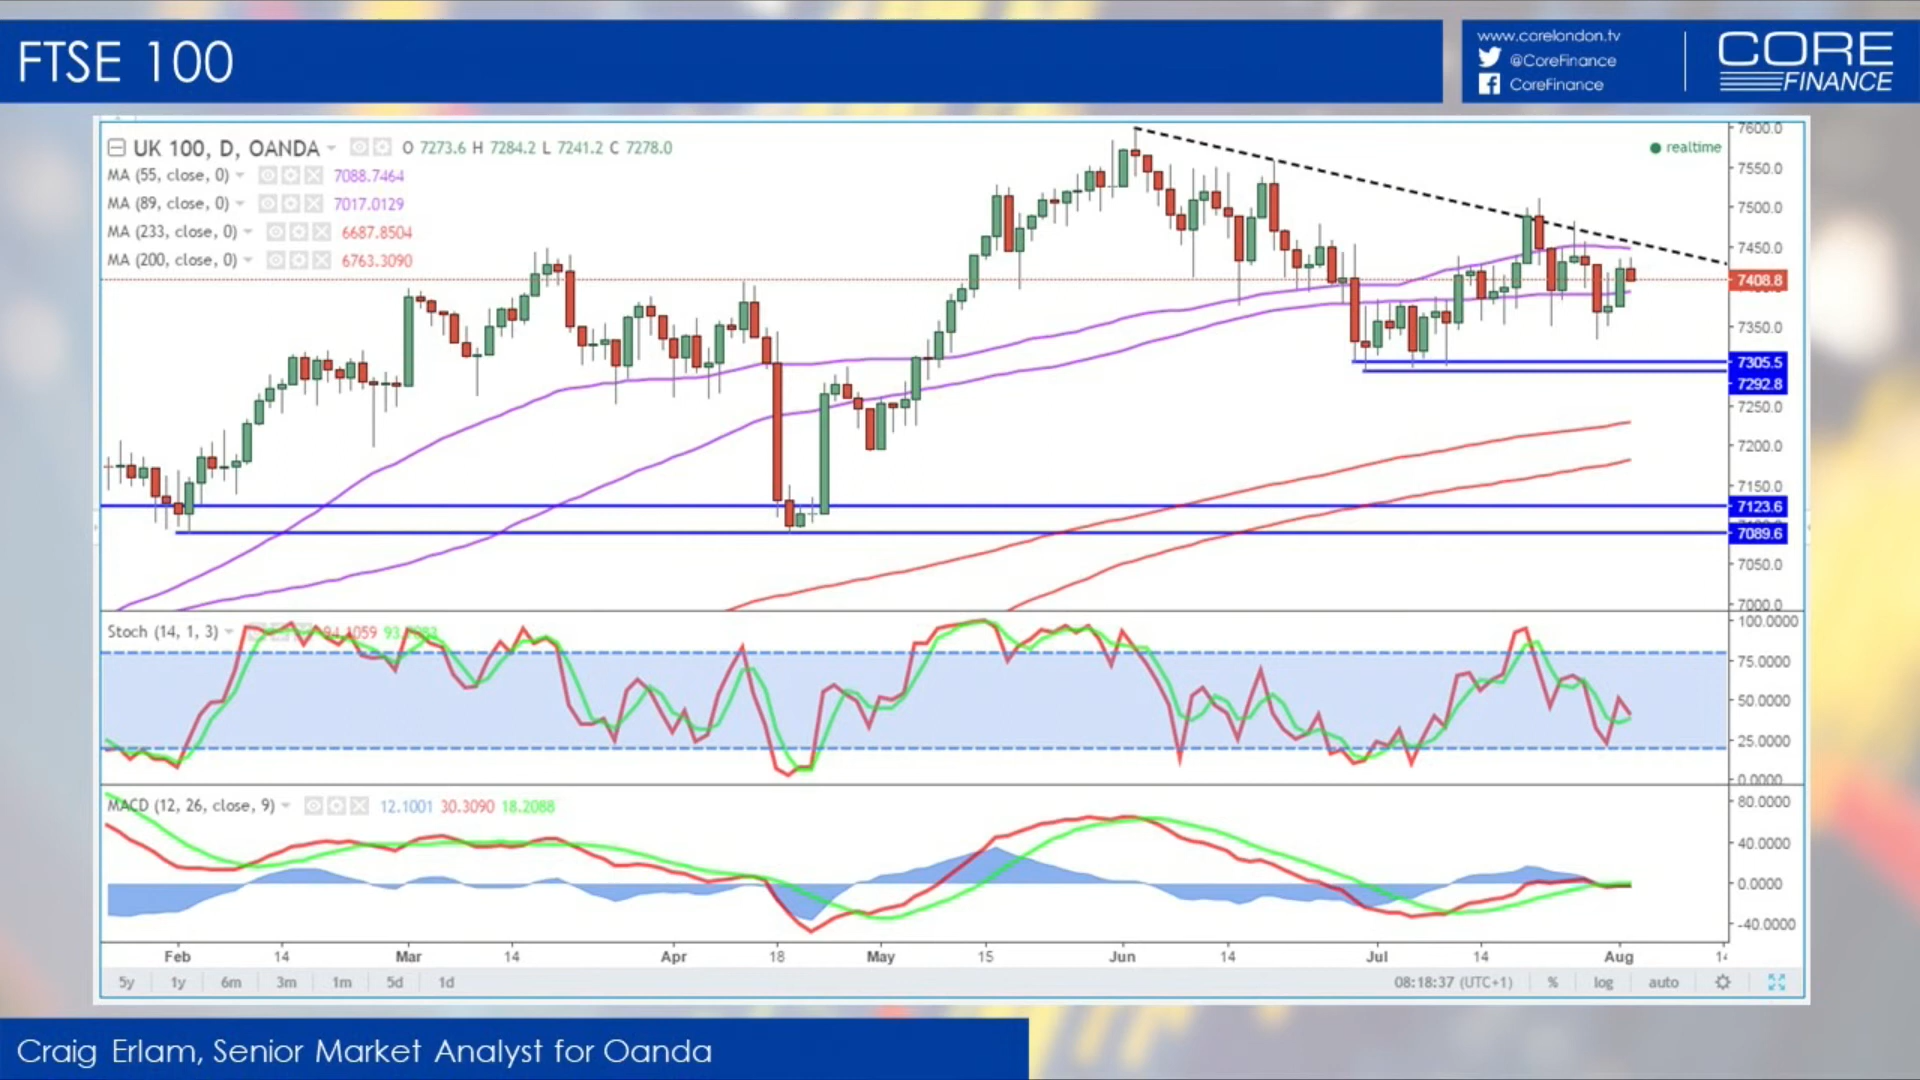 FTSE 100
www.corelondon.tv
@CoreFinance
CoreFinance
CORE
FINANCE
UK 100, D, OANDA O 7273.6 H 7284.2 L 7241.2 C 7278.0
MA (55, close, 0) 7088.7464
MA (89, close, 0) 7017.0129
MA (233, close, 0) 6687.8504
MA (200, close, 0) 6763.3090
realtime
7600.0
7550.0
7500.0
7450.0
7408.8
7350.0
7305.5
7292.8
7250.0
7200.0
7150.0
7123.6
7089.6
7050.0
7000.0
Stoch (14, 1, 3)
100.0000
75.0000
50.0000
25.0000
0.0000
MACD (12, 26, close, 9) 12.1001 30.3090 18.2088
80.0000
40.0000
0.0000
-40.0000
Feb 14 Mar 14 Apr 18 May 15 Jun 14 Jul 14 Aug
5y 1y 6m 3m 1m 5d 1d 08:18:37 (UTC+1) % log auto
Craig Erlam, Senior Market Analyst for Oanda